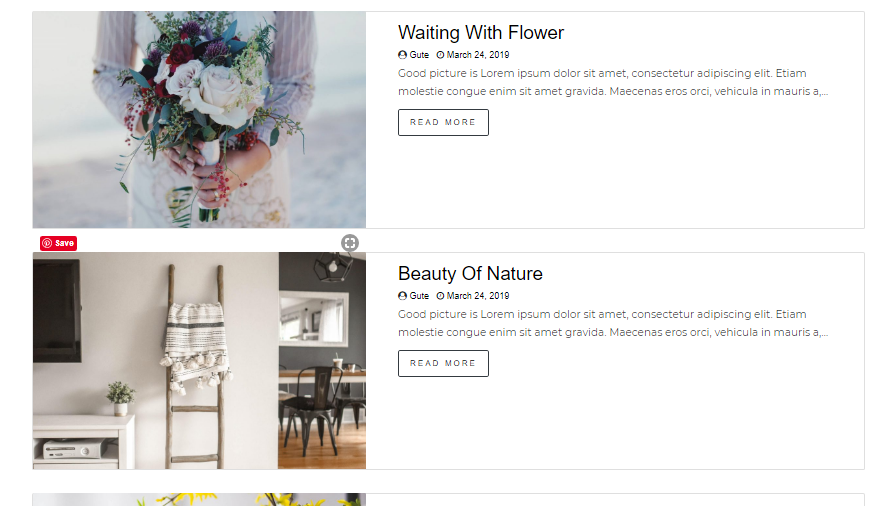 Waiting With Flower
Gute March 24, 2019
Good picture is Lorem ipsum dolor sit amet, consectetur adipiscing elit. Etiam
molestie congue enim sit amet gravida. Maecenas eros orci, vehicula in mauris a,...
READ MORE
Save
Beauty Of Nature
Gute March 24, 2019
Good picture is Lorem ipsum dolor sit amet, consectetur adipiscing elit. Etiam
molestie congue enim sit amet gravida. Maecenas eros orci, vehicula in mauris a,...
READ MORE